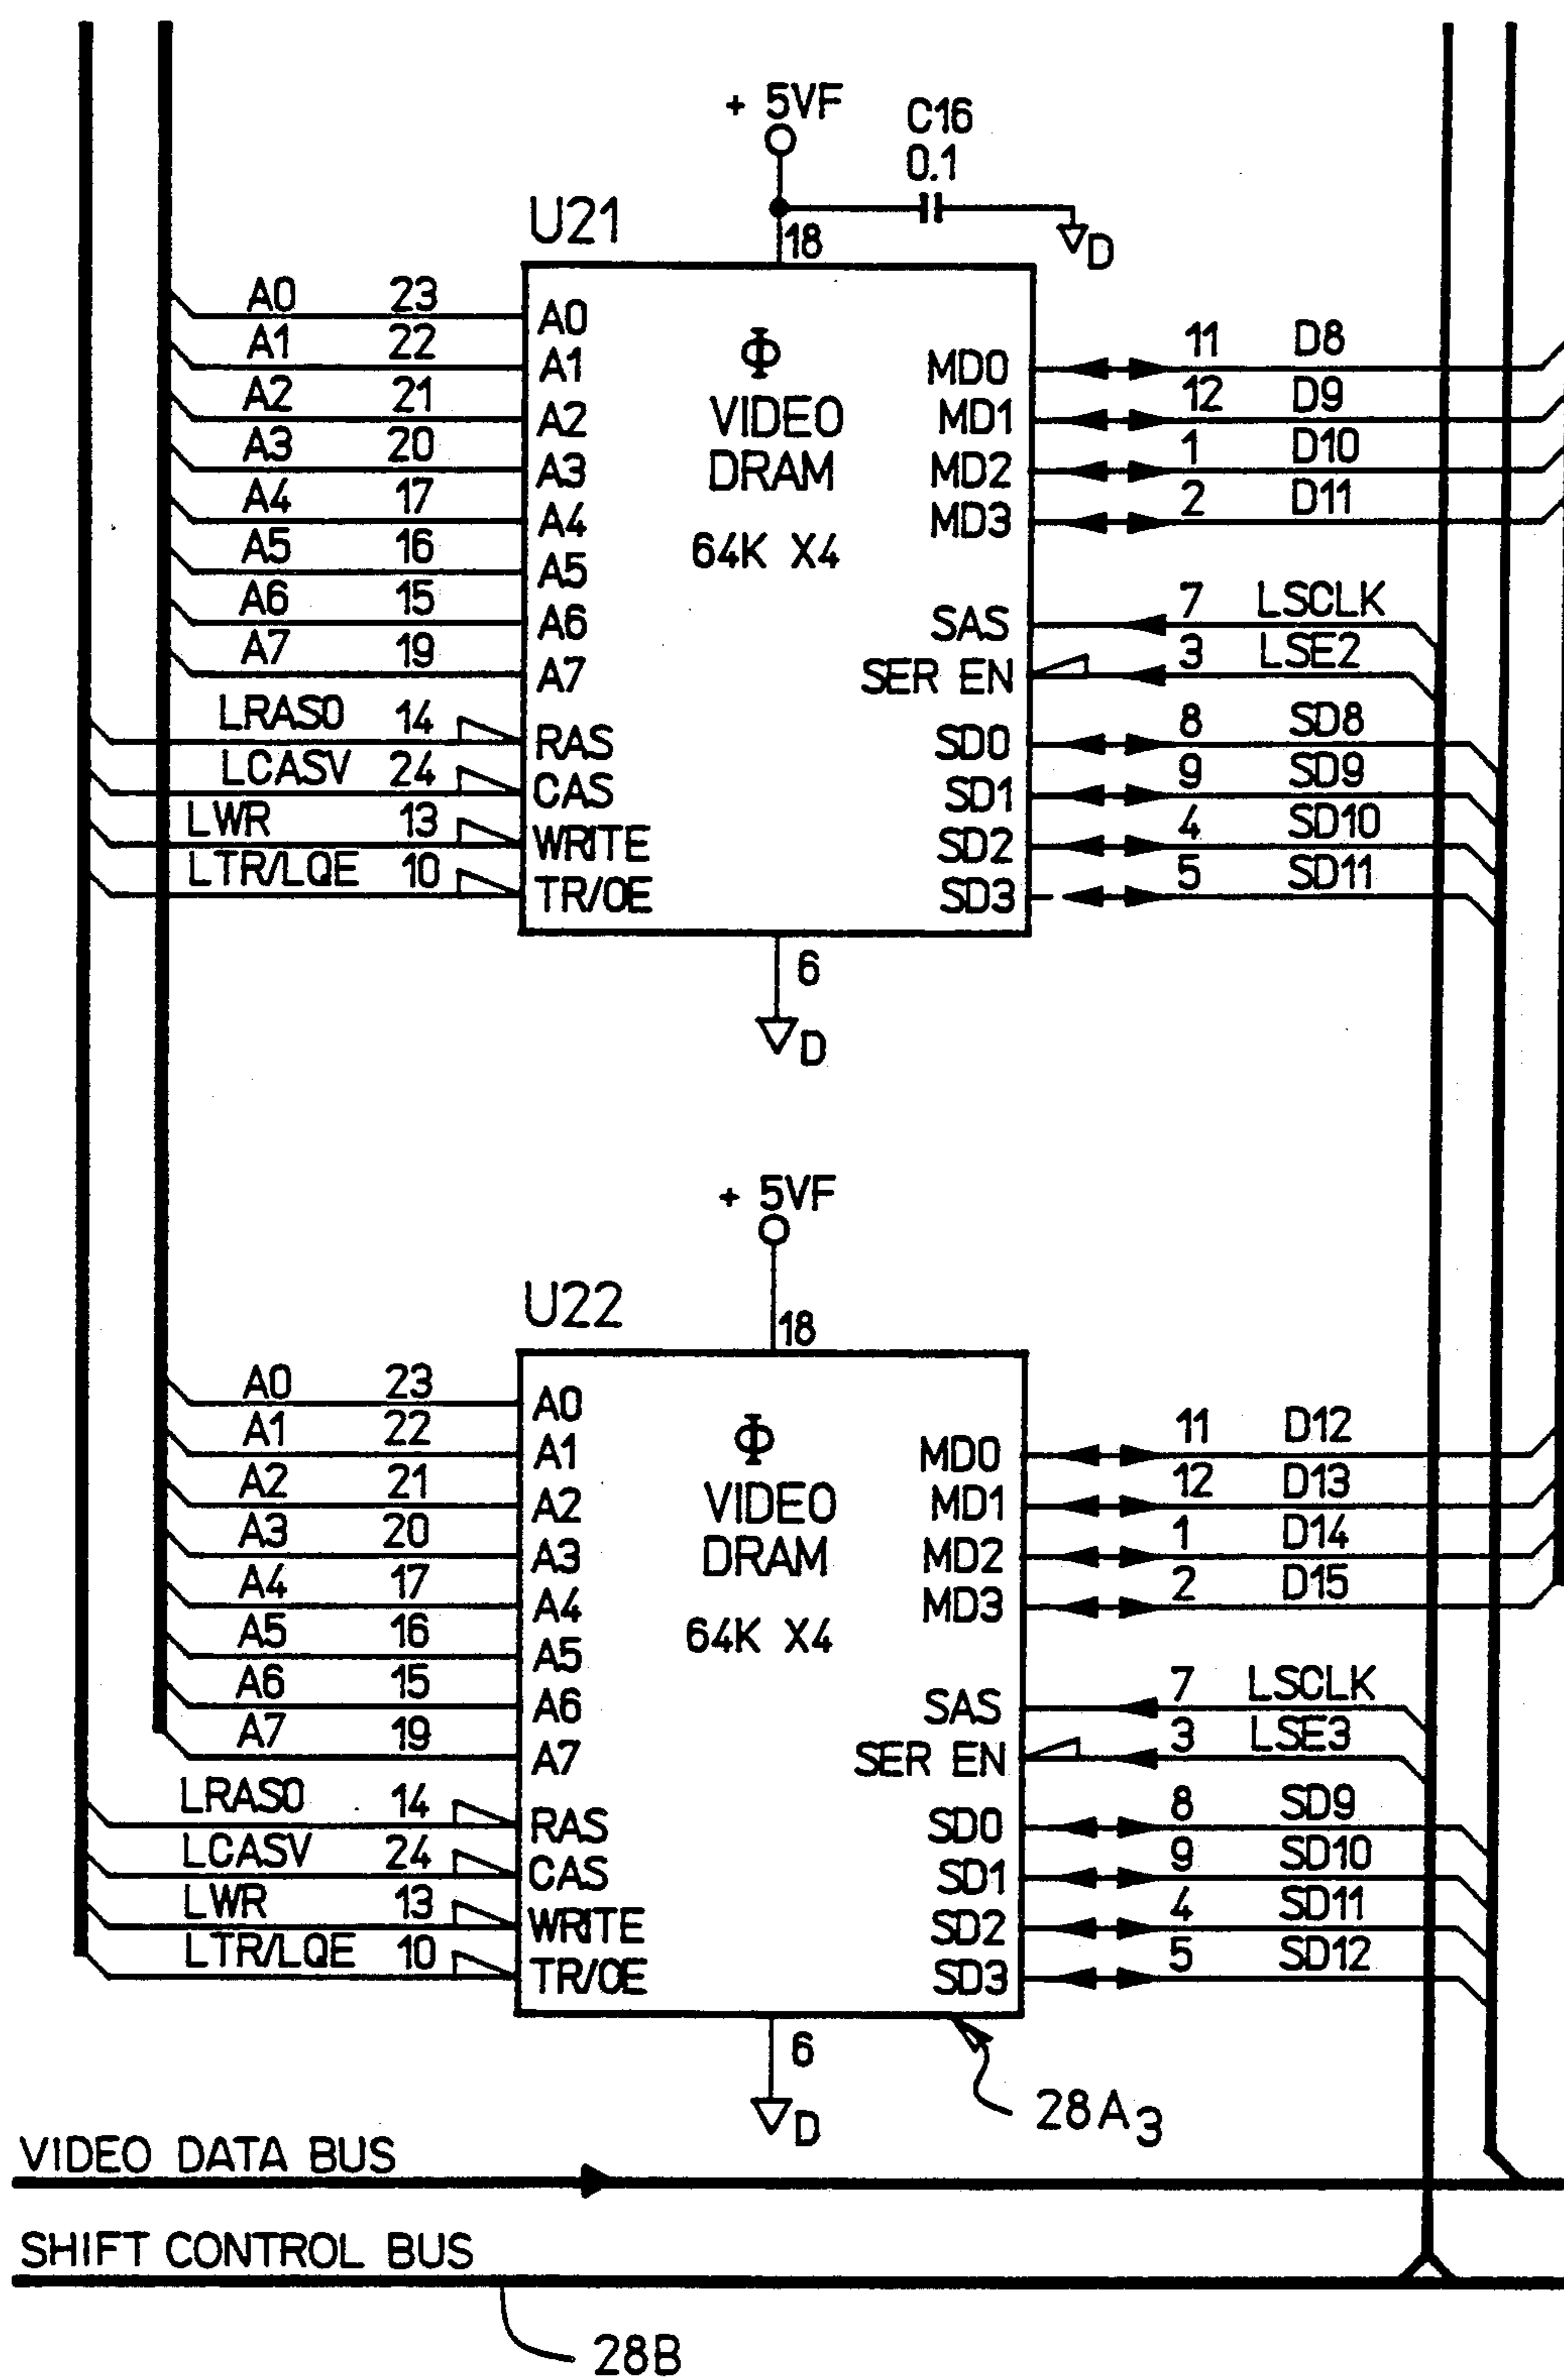 + 5VF
C16
0.1
U21
18
D
A0 23 A0
A1 22 A1
A2 21 A2
A3 20 A3
A4 17 A4
A5 16 A5
A6 15 A6
A7 19 A7
LRAS0 14 RAS
LCASV 24 CAS
LWR 13 WRITE
LTR/LQE 10 TR/OE
Φ
VIDEO
DRAM
64K X4
MD0 11 D8
MD1 12 D9
MD2 1 D10
MD3 2 D11
SAS 7 LSCLK
SER EN 3 LSE2
SD0 8 SD8
SD1 9 SD9
SD2 4 SD10
SD3 5 SD11
6
D
+ 5VF
U22
18
A0 23 A0
A1 22 A1
A2 21 A2
A3 20 A3
A4 17 A4
A5 16 A5
A6 15 A6
A7 19 A7
LRAS0 14 RAS
LCASV 24 CAS
LWR 13 WRITE
LTR/LQE 10 TR/OE
Φ
VIDEO
DRAM
64K X4
MD0 11 D12
MD1 12 D13
MD2 1 D14
MD3 2 D15
SAS 7 LSCLK
SER EN 3 LSE3
SD0 8 SD9
SD1 9 SD10
SD2 4 SD11
SD3 5 SD12
6
D
28A3
VIDEO DATA BUS
SHIFT CONTROL BUS
28B